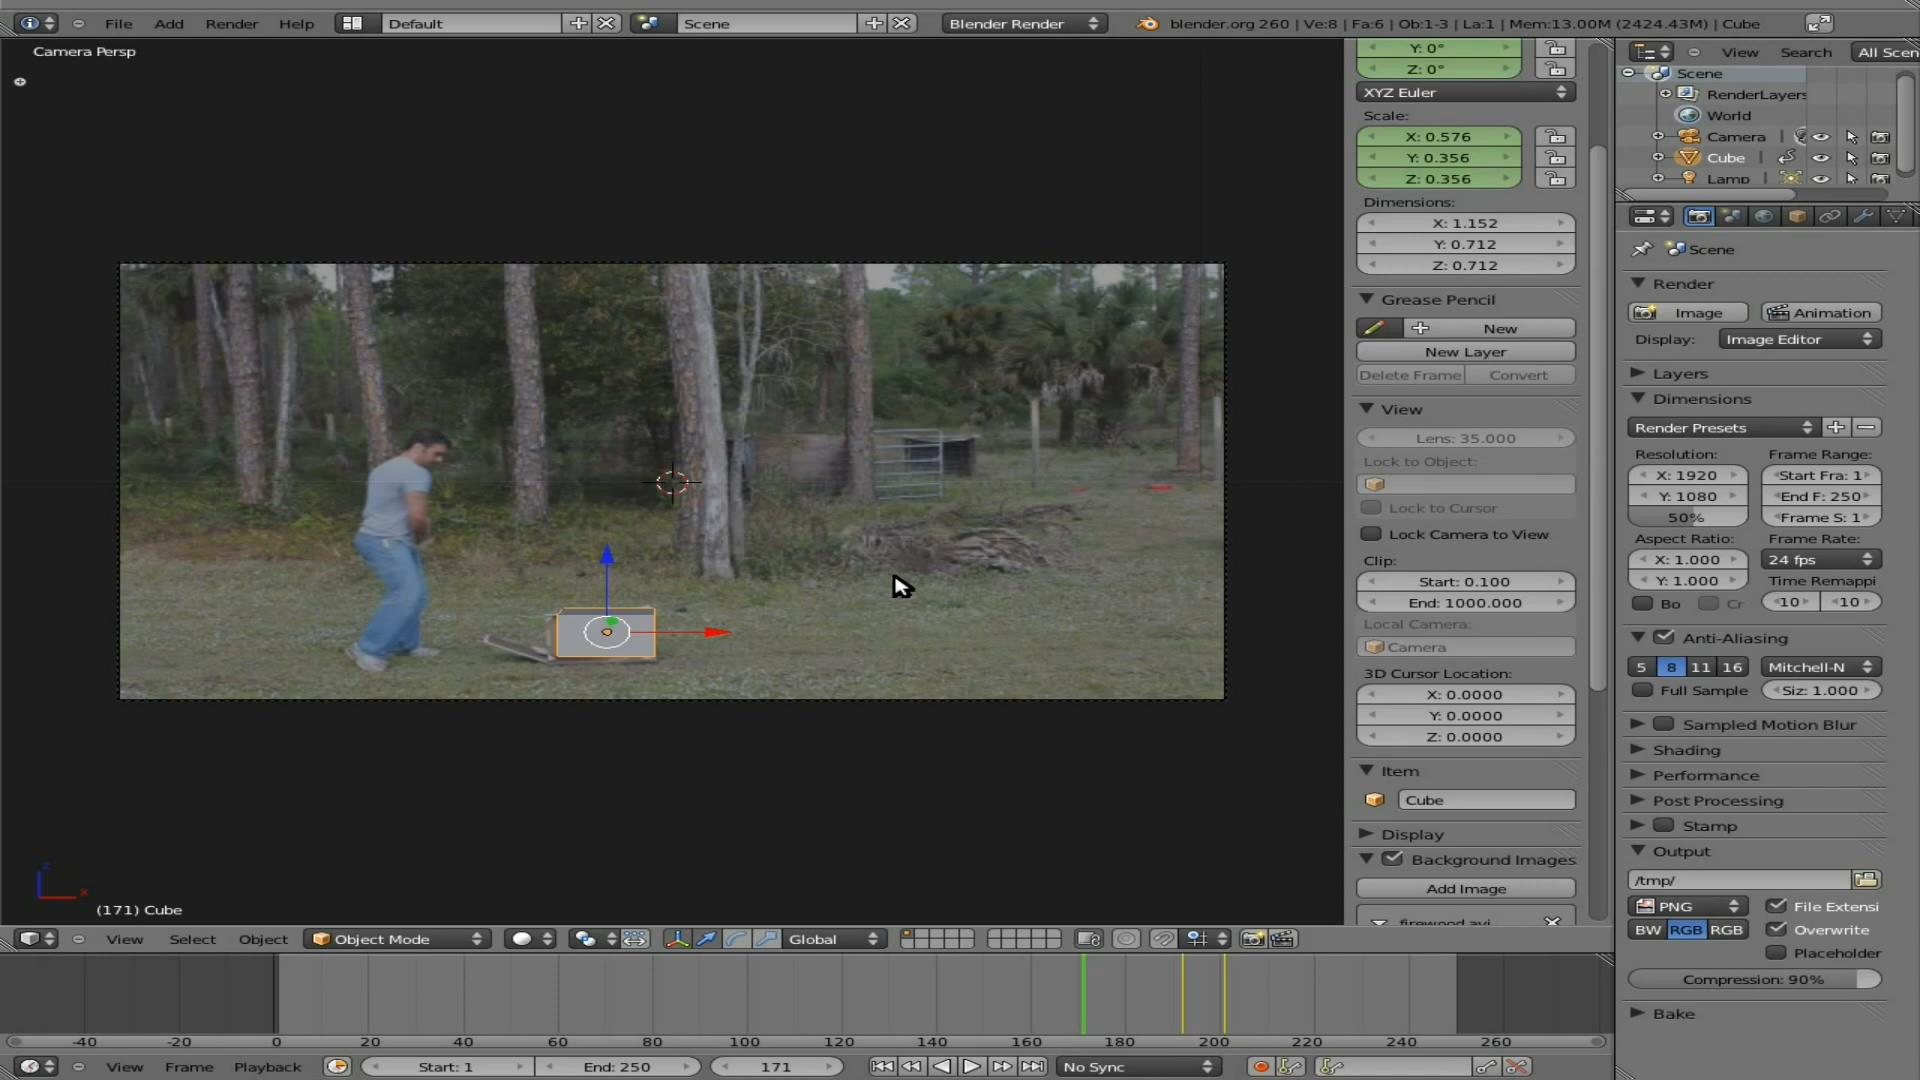 File Add Render Help Default Scene Blender Render blender.org 260 | Ve:8 | Fa:6 | Ob:1-3 | La:1 | Mem:13.00M (2424.43M) | Cube
Camera Persp
Y: 0°
Z: 0°
XYZ Euler
Scale:
X: 0.576
Y: 0.356
Z: 0.356
Dimensions:
X: 1.152
Y: 0.712
Z: 0.712
Grease Pencil
New
New Layer
Delete Frame Convert
View
Lens: 35.000
Lock to Object:
Lock to Cursor
Lock Camera to View
Clip:
Start: 0.100
End: 1000.000
Local Camera:
Camera
3D Cursor Location:
X: 0.0000
Y: 0.0000
Z: 0.0000
Item
Cube
Display
Background Images
Add Image
View Search All Scen
Scene
RenderLayers
World
Camera
Cube
Lamp
Scene
Render
Image Animation
Display: Image Editor
Layers
Dimensions
Render Presets
Resolution: Frame Range:
X: 1920 Start Fra: 1
Y: 1080 End F: 250
50% Frame S: 1
Aspect Ratio: Frame Rate:
X: 1.000 24 fps
Y: 1.000 Time Remappi
Bo Cr 10 10
Anti-Aliasing
5 8 11 16 Mitchell-N
Full Sample Siz: 1.000
Sampled Motion Blur
Shading
Performance
Post Processing
Stamp
Output
/tmp/
PNG File Extensi
BW RGB RGB Overwrite
Placeholder
Compression: 90%
Bake
z
x
(171) Cube
View Select Object Object Mode Global
-40 -20 0 20 40 60 80 100 120 140 160 180 200 220 240 260
View Frame Playback Start: 1 End: 250 171 No Sync